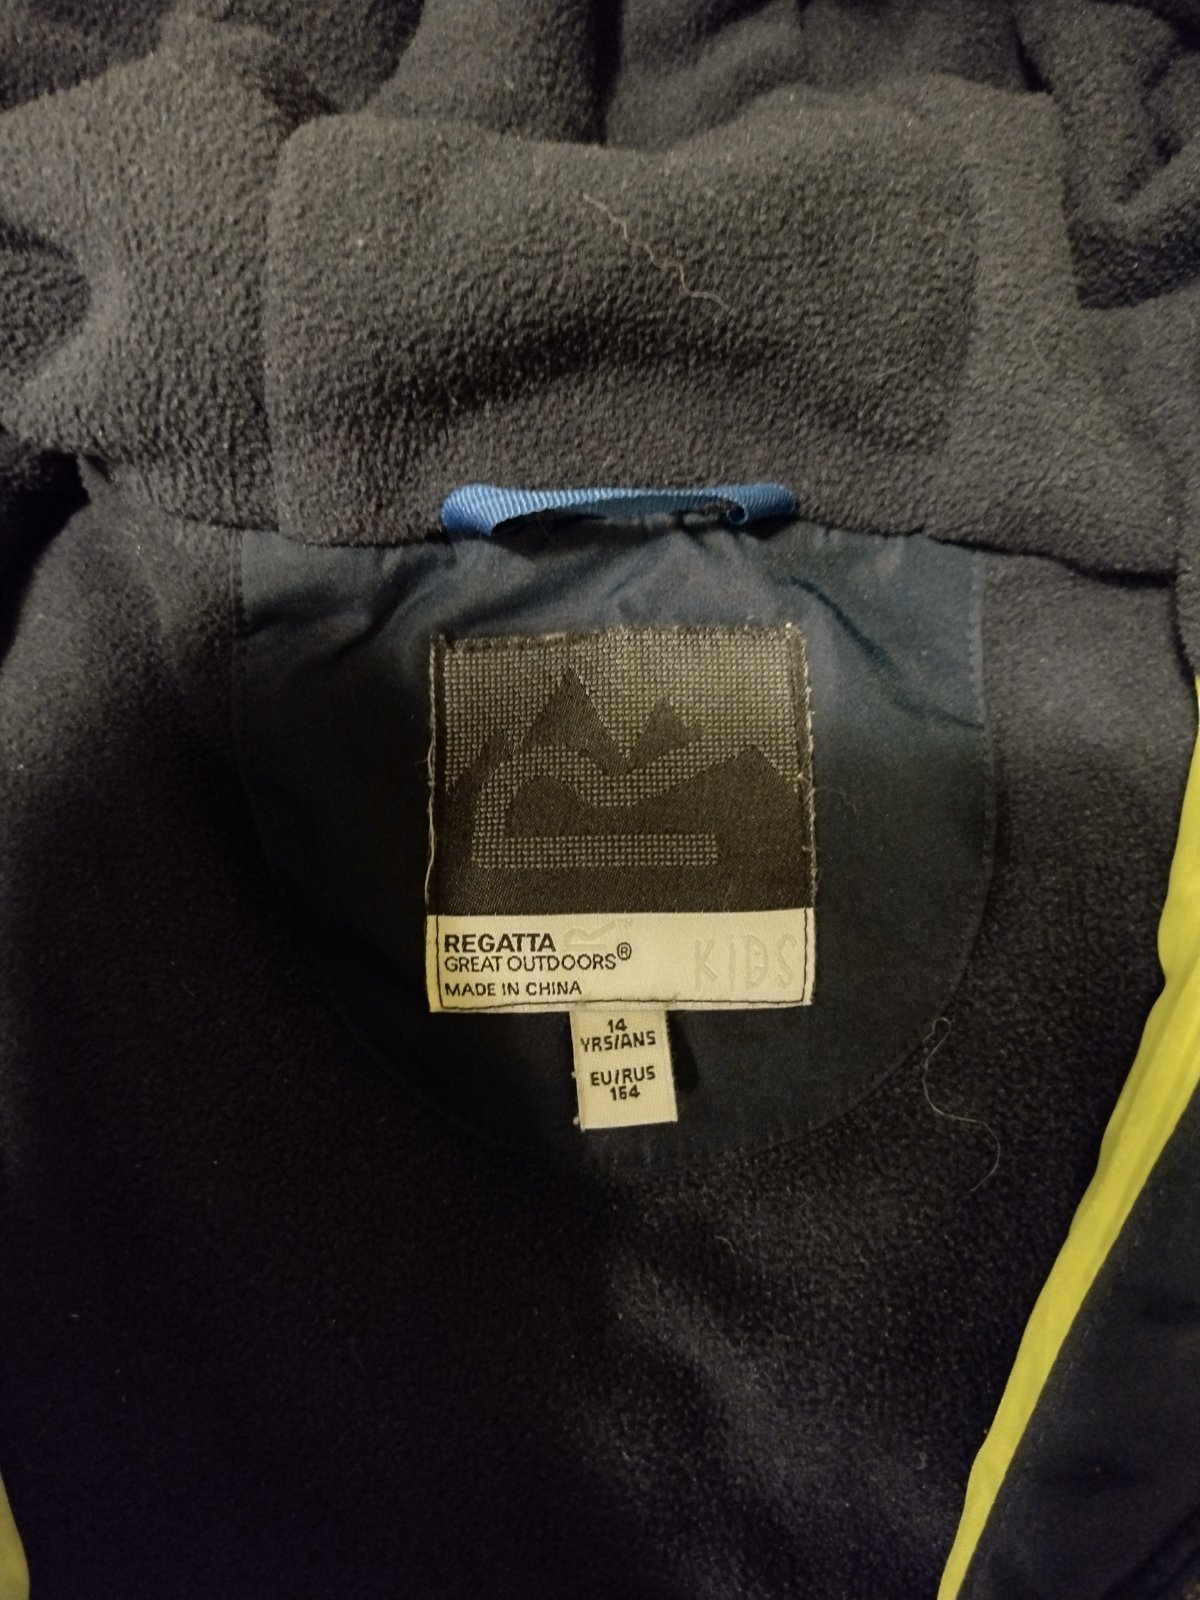 REGATTA
GREAT OUTDOORS®
KIDS
MADE IN CHINA
14
YRS/ANS
EU/RUS
164